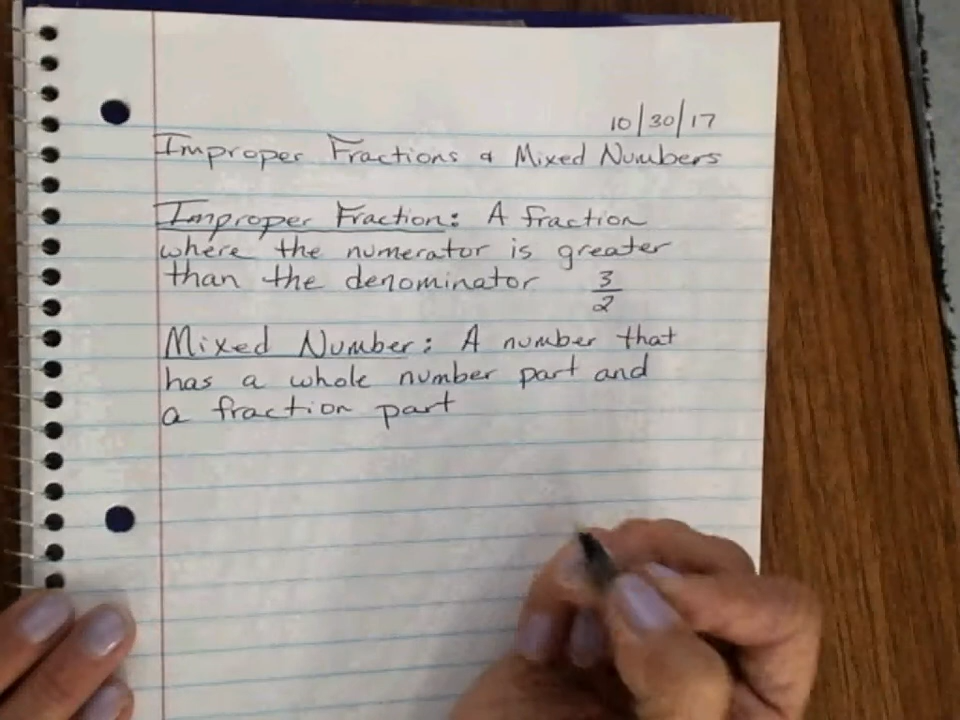 10/30/17
Improper Fractions & Mixed Numbers
Improper Fraction: A fraction
where the numerator is greater
than the denominator 3/2
Mixed Number: A number that
has a whole number part and
a fraction part